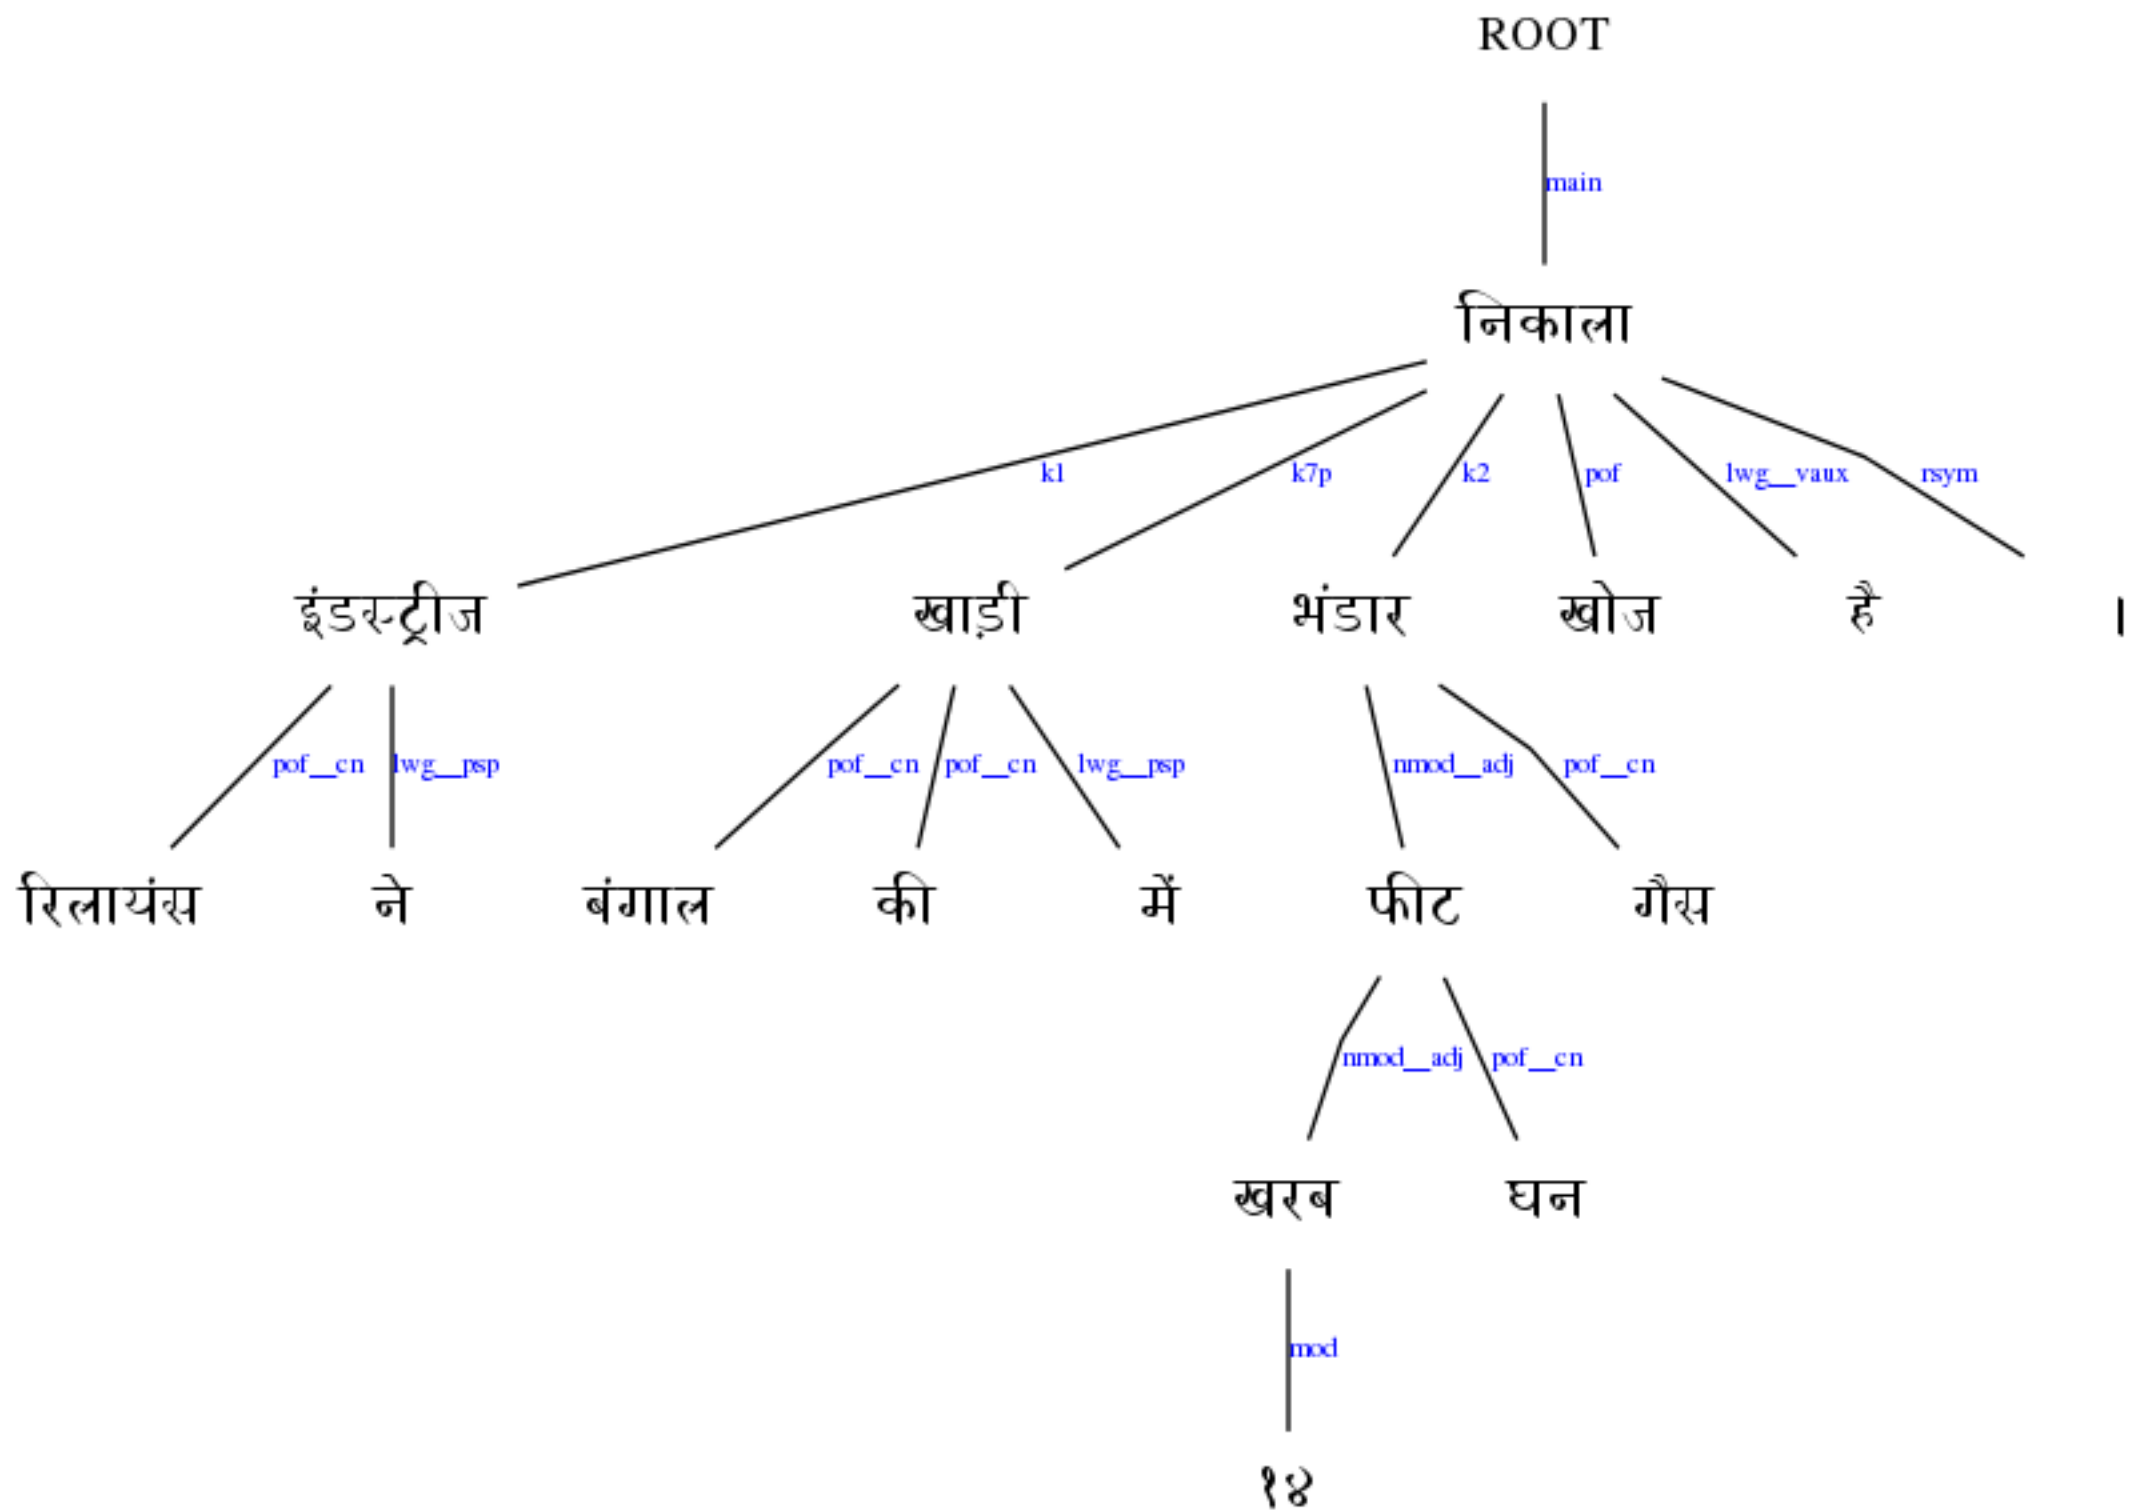 ROOT
main
निकाला
k1 k7p k2 pof lwg__vaux rsym
इंडस्ट्रीज खाड़ी भंडार खोज है ।
pof__cn lwg__psp pof__cn pof__cn lwg__psp nmod__adj pof__cn
रिलायंस ने बंगाल की में फीट गैस
nmod__adj pof__cn
खरब घन
mod
१४